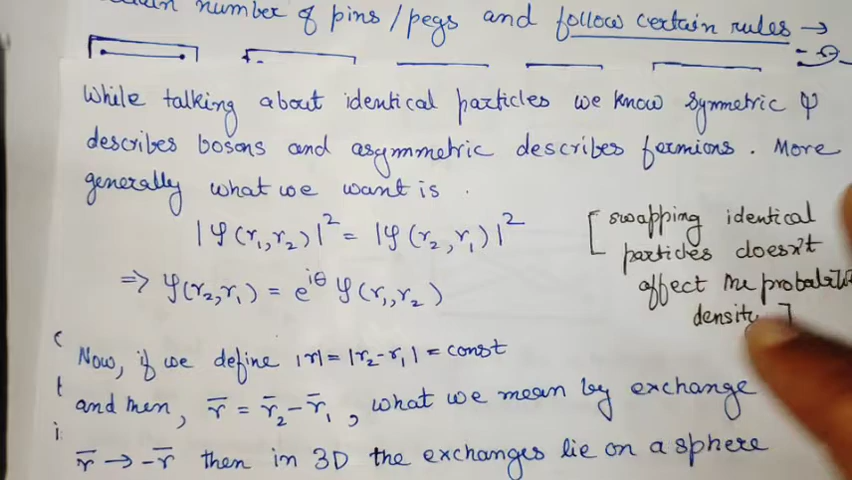 number of pins/pegs and follow certain rules →
While talking about identical particles we know symmetric Ψ
describes bosons and asymmetric describes fermions. More
generally what we want is.
|Ψ(r₁,r₂)|² = |Ψ(r₂,r₁)|²
[swapping identical
particles doesn't
affect the
density]
⇒ Ψ(r₂,r₁) = e^{iθ} Ψ(r₁,r₂)
Now, if we define |r| = |r₂-r₁| = const
and then, r̄ = r̄₂-r̄₁, what we mean by exchange
r̄ → -r̄ then in 3D the exchanges lie on a sphere